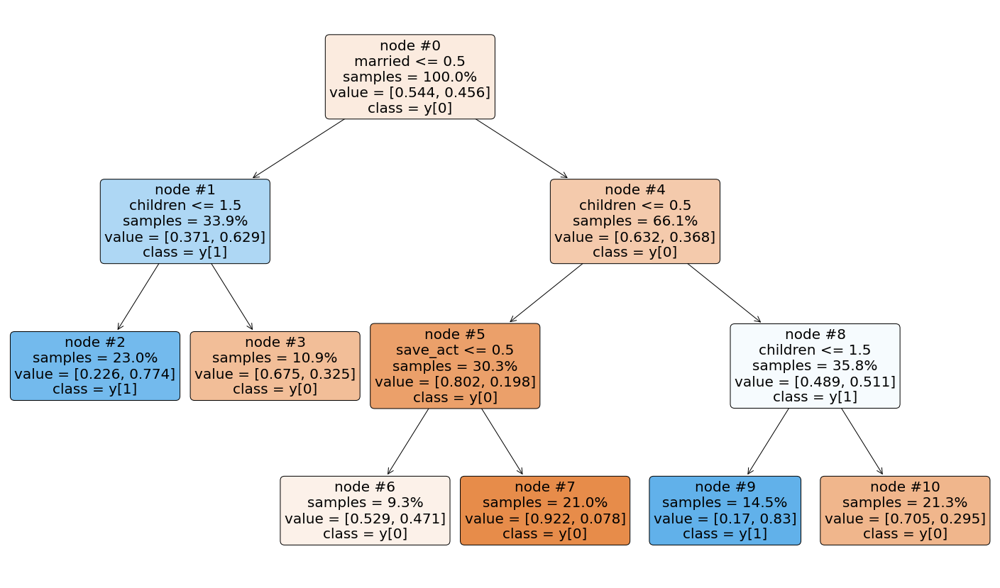 node #0
married <= 0.5
samples = 100.0%
value = [0.544, 0.456]
class = y[0]
node #1
children <= 1.5
samples = 33.9%
value = [0.371, 0.629]
class = y[1]
node #4
children <= 0.5
samples = 66.1%
value = [0.632, 0.368]
class = y[0]
node #2
samples = 23.0%
value = [0.226, 0.774]
class = y[1]
node #3
samples = 10.9%
value = [0.675, 0.325]
class = y[0]
node #5
save_act <= 0.5
samples = 30.3%
value = [0.802, 0.198]
class = y[0]
node #8
children <= 1.5
samples = 35.8%
value = [0.489, 0.511]
class = y[1]
node #6
samples = 9.3%
value = [0.529, 0.471]
class = y[0]
node #7
samples = 21.0%
value = [0.922, 0.078]
class = y[0]
node #9
samples = 14.5%
value = [0.17, 0.83]
class = y[1]
node #10
samples = 21.3%
value = [0.705, 0.295]
class = y[0]